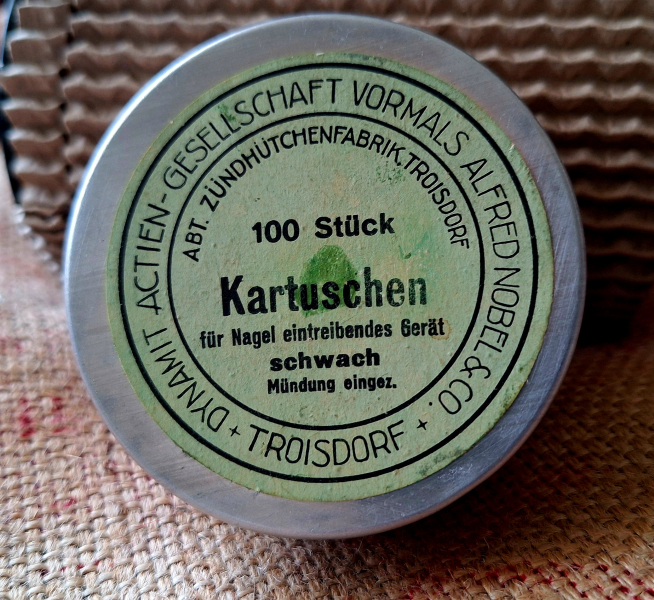 DYNAMIT ACTIEN-GESELLSCHAFT VORMALS ALFRED NOBEL & CO.
+ TROISDORF +
ABT. ZÜNDHÜTCHENFABRIK, TROISDORF
100 Stück
Kartuschen
für Nagel eintreibendes Gerät
schwach
Mündung eingez.